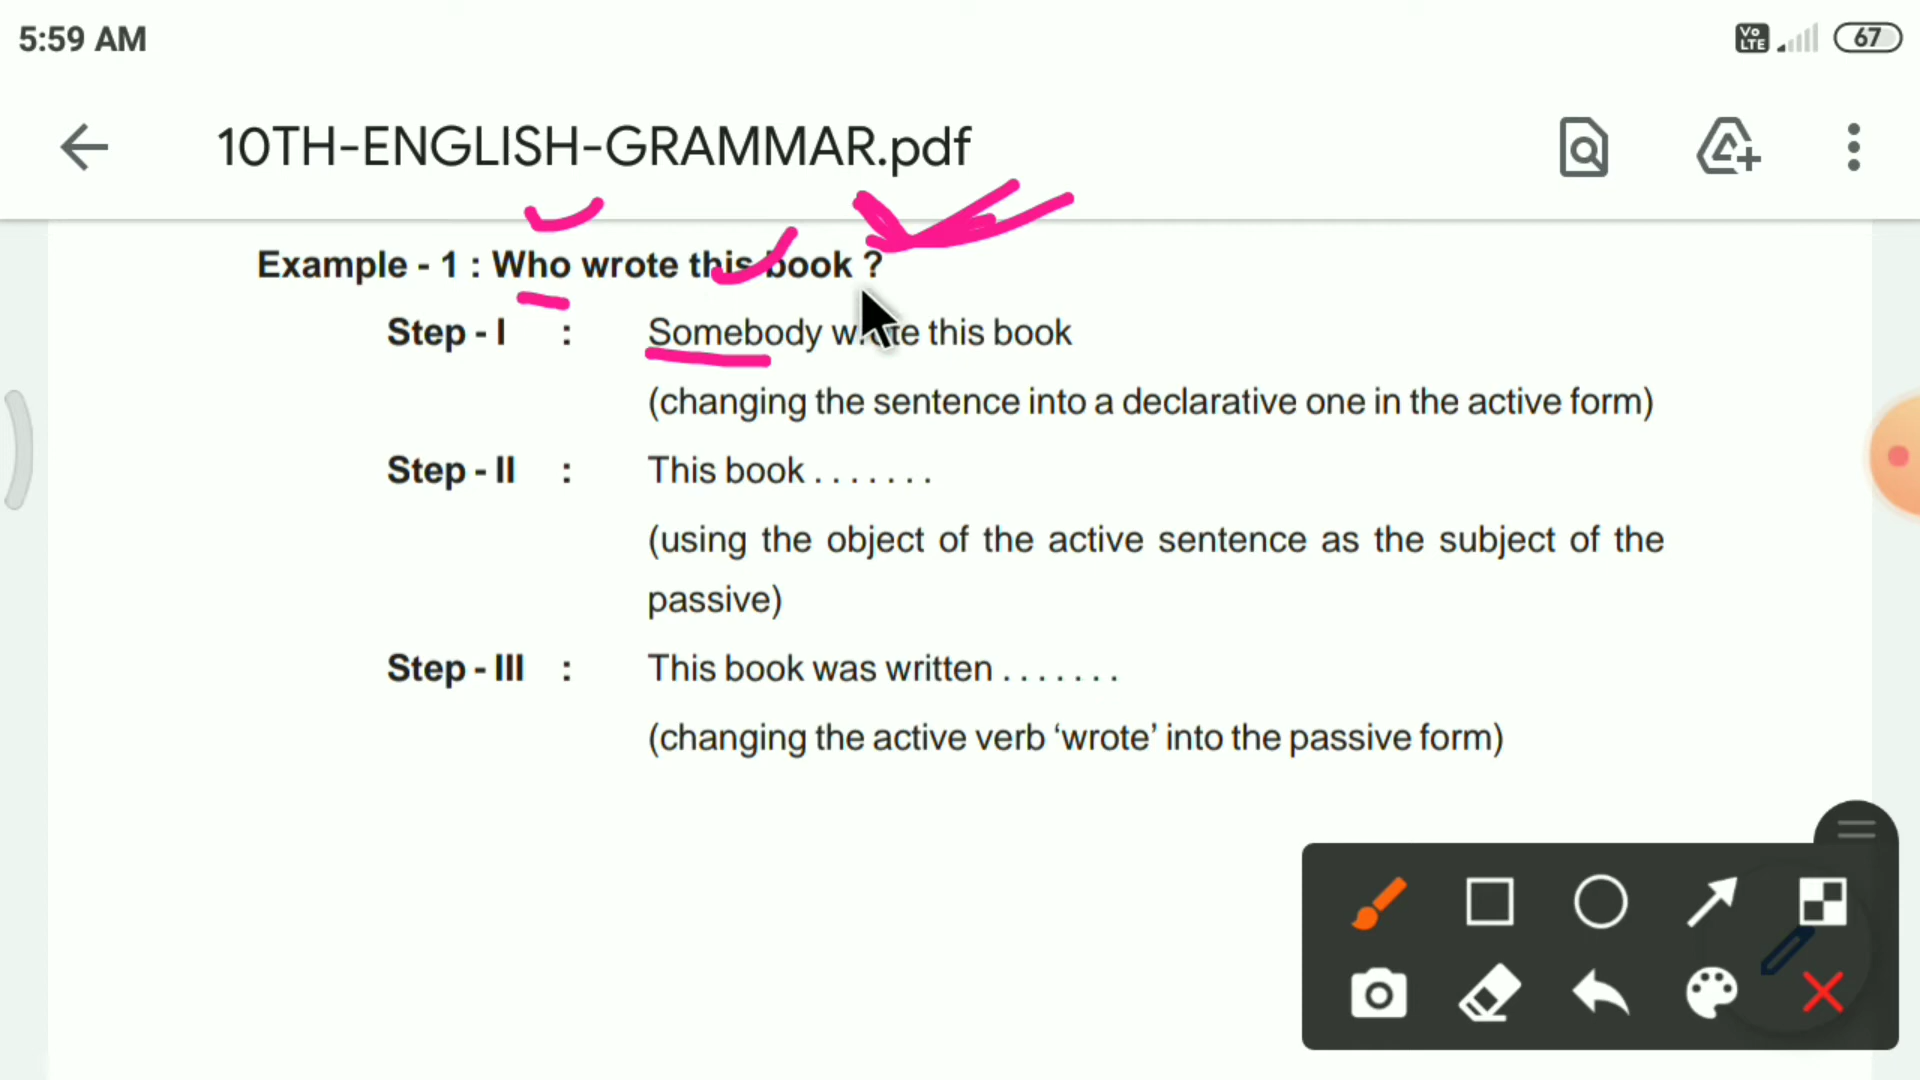 5:59 AM
Vo LTE
67
10TH-ENGLISH-GRAMMAR.pdf
Example - 1 : Who wrote this book ?
Step - I : Somebody wrote this book
(changing the sentence into a declarative one in the active form)
Step - II : This book . . . . . . .
(using the object of the active sentence as the subject of the
passive)
Step - III : This book was written . . . . . . .
(changing the active verb ‘wrote’ into the passive form)